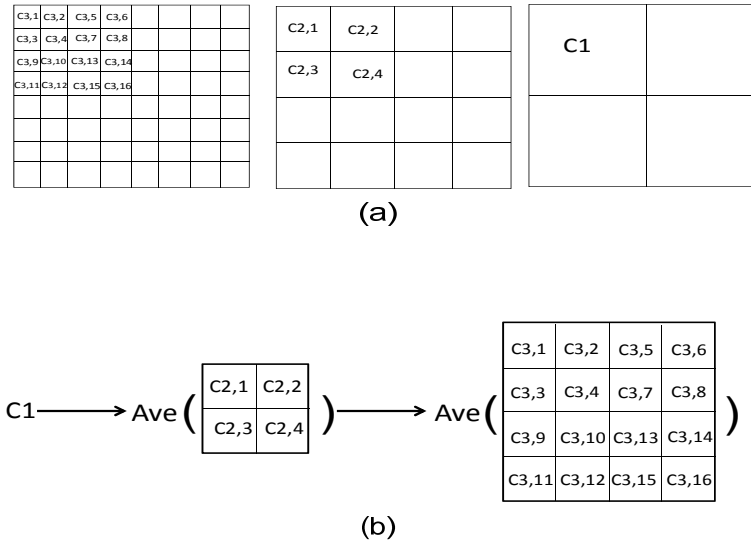 C3,1 C3,2 C3,5 C3,6
C3,3 C3,4 C3,7 C3,8
C3,9 C3,10 C3,13 C3,14
C3,11 C3,12 C3,15 C3,16
C2,1 C2,2
C2,3 C2,4
C1
(a)
C1 Ave( C2,1 C2,2
C2,3 C2,4 )
Ave( C3,1 C3,2 C3,5 C3,6
C3,3 C3,4 C3,7 C3,8
C3,9 C3,10 C3,13 C3,14
C3,11 C3,12 C3,15 C3,16 )
(b)